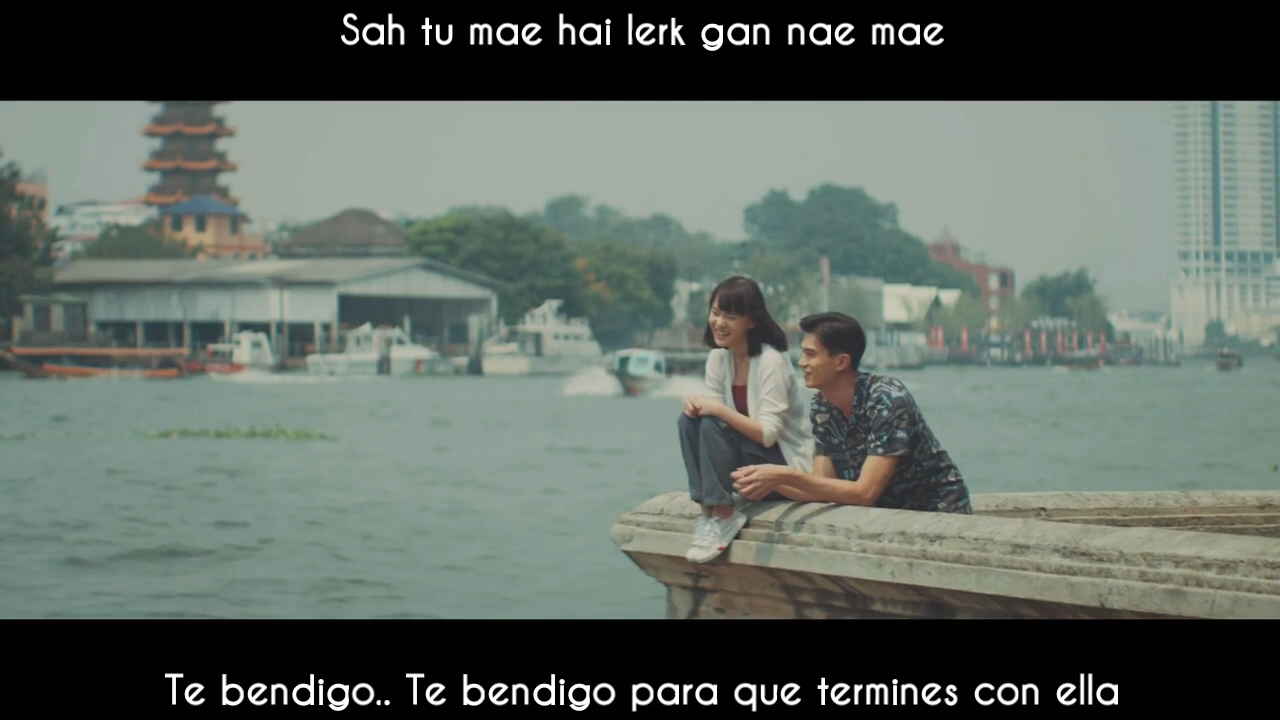 Sah tu mae hai lerk gan nae mae
Te bendigo.. Te bendigo para que termines con ella